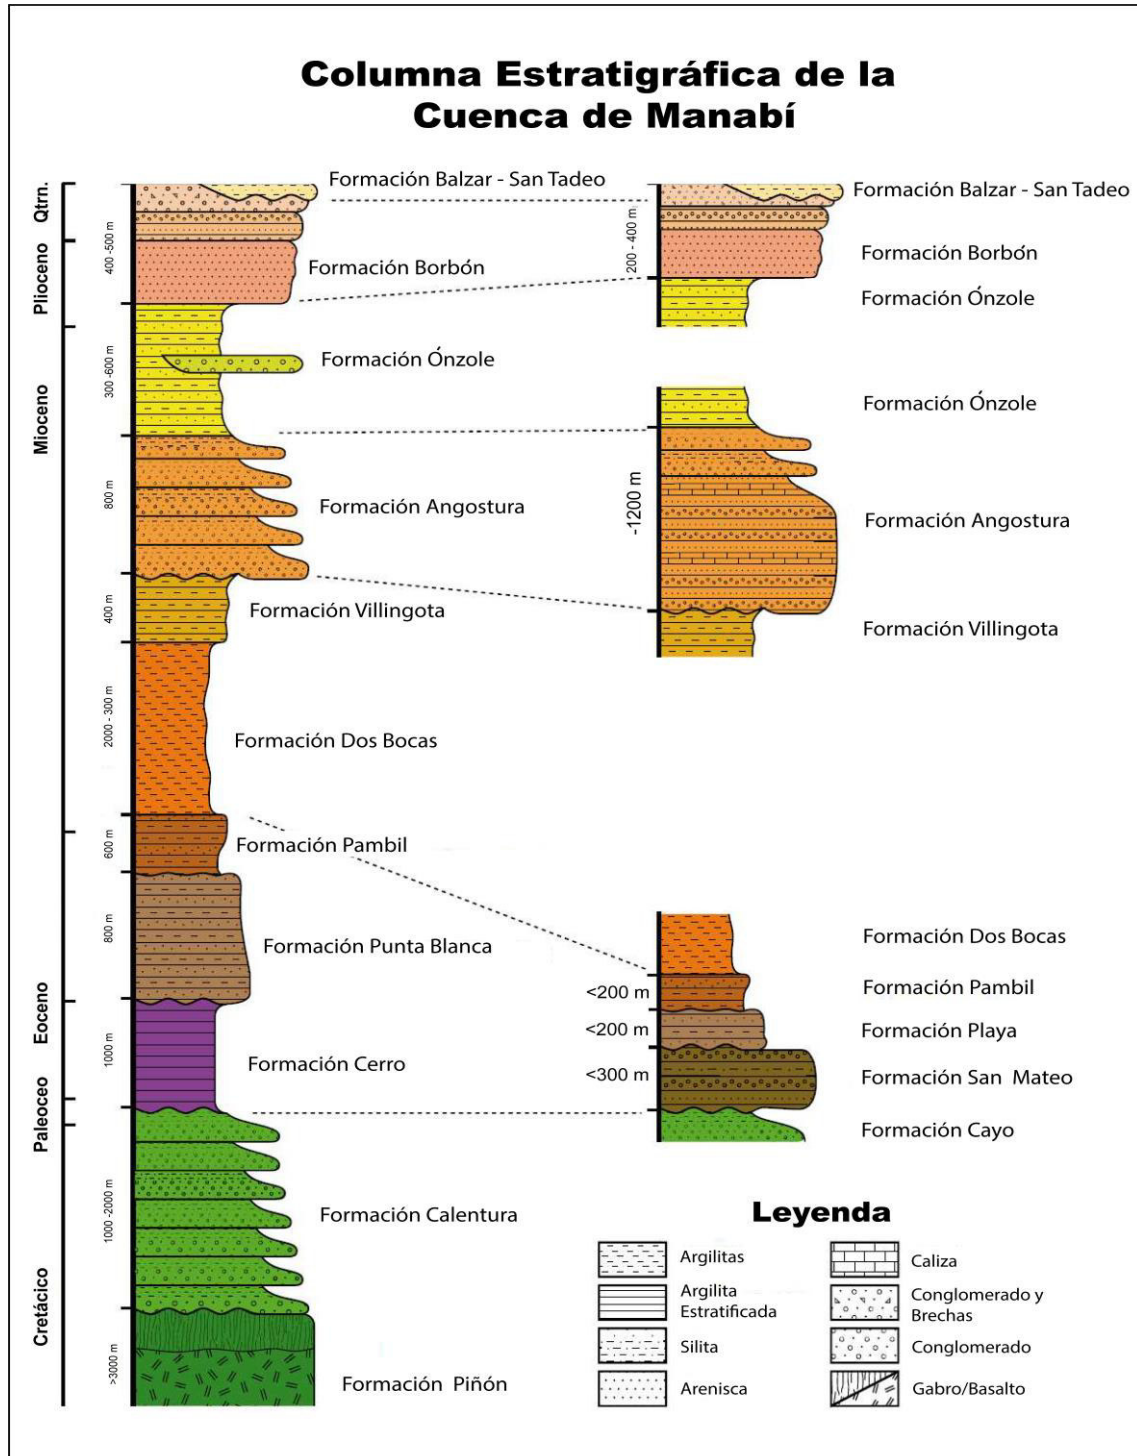 Columna Estratigráfica de la
Cuenca de Manabí
Qtrn.
Plioceno
Mioceno
Eoceno
Paleoceo
Cretácico
400 -500 m
300 -600 m
800 m
400 m
2000 - 300 m
600 m
800 m
1000 m
1000 -2000 m
>3000 m
Formación Balzar - San Tadeo
Formación Borbón
Formación Ónzole
Formación Angostura
Formación Villingota
Formación Dos Bocas
Formación Pambil
Formación Punta Blanca
Formación Cerro
Formación Calentura
Formación Piñón
200 - 400 m
-1200 m
<200 m
<200 m
<300 m
Formación Balzar - San Tadeo
Formación Borbón
Formación Ónzole
Formación Ónzole
Formación Angostura
Formación Villingota
Formación Dos Bocas
Formación Pambil
Formación Playa
Formación San Mateo
Formación Cayo
Leyenda
Argilitas
Argilita
Estratificada
Silita
Arenisca
Caliza
Conglomerado y
Brechas
Conglomerado
Gabro/Basalto